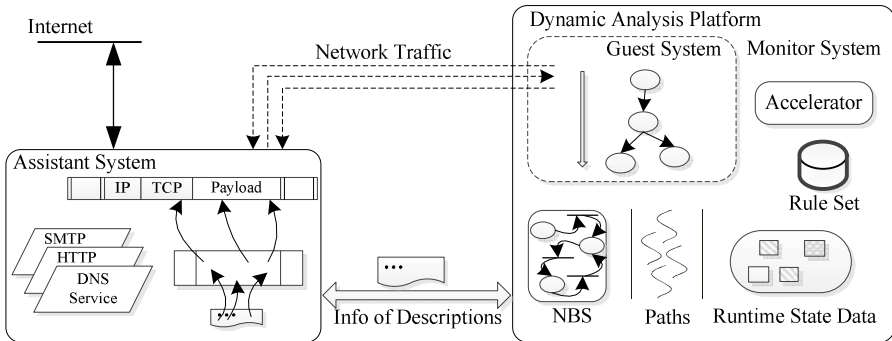 Internet
Network Traffic
Dynamic Analysis Platform
Guest System
Monitor System
Accelerator
Rule Set
Assistant System
IP
TCP
Payload
SMTP
HTTP
DNS
Service
Info of Descriptions
NBS
Paths
Runtime State Data